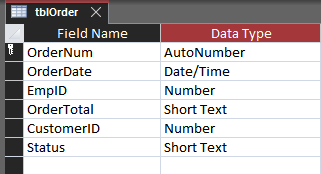 tblOrder
Field Name Data Type
OrderNum AutoNumber
OrderDate Date/Time
EmpID Number
OrderTotal Short Text
CustomerID Number
Status Short Text